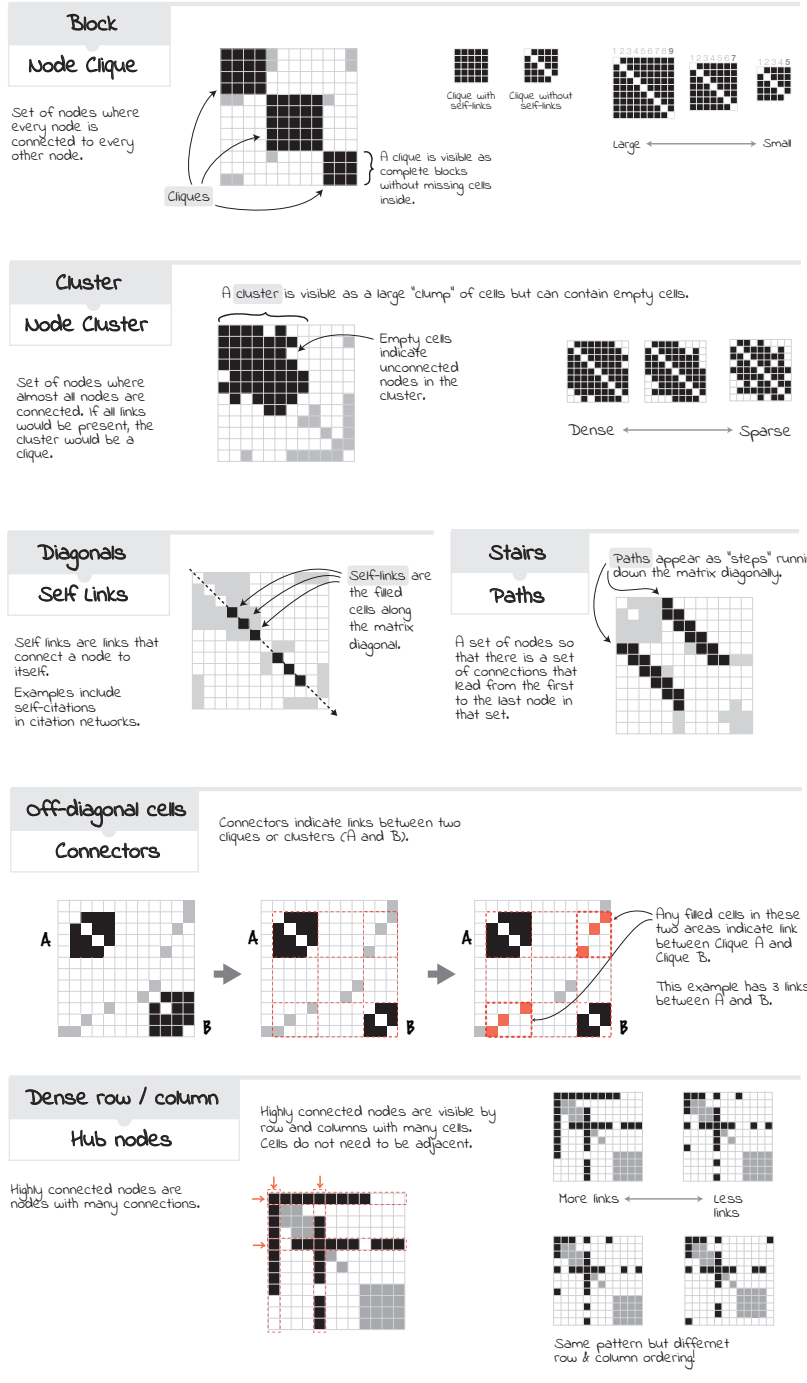 Block
Node Clique
Set of nodes where
every node is
connected to every
other node.
Cliques
A clique is visible as
complete blocks
without missing cells
inside.
Clique with
self-links
Clique without
self-links
123456789
1234567
12345
Large
Small
Cluster
Node Cluster
Set of nodes where
almost all nodes are
connected. If all links
would be present, the
cluster would be a
clique.
A cluster is visible as a large "clump" of cells but can contain empty cells.
Empty cells
indicate
unconnected
nodes in the
cluster.
Dense
Sparse
Diagonals
Self Links
Self links are links that
connect a node to
itself.
Examples include
self-citations
in citation networks.
Self-links are
the filled
cells along
the matrix
diagonal.
Stairs
Paths
A set of nodes so
that there is a set
of connections that
lead from the first
to the last node in
that set.
Paths appear as "steps" runni
down the matrix diagonally.
Off-diagonal cells
Connectors
Connectors indicate links between two
cliques or clusters (A and B).
A
B
A
B
A
B
Any filled cells in these
two areas indicate link
between Clique A and
Clique B.
This example has 3 links
between A and B.
Dense row / column
Hub nodes
Highly connected nodes are
nodes with many connections.
Highly connected nodes are visible by
row and columns with many cells.
Cells do not need to be adjacent.
More links
Less
links
Same pattern but differnet
row & column ordering!